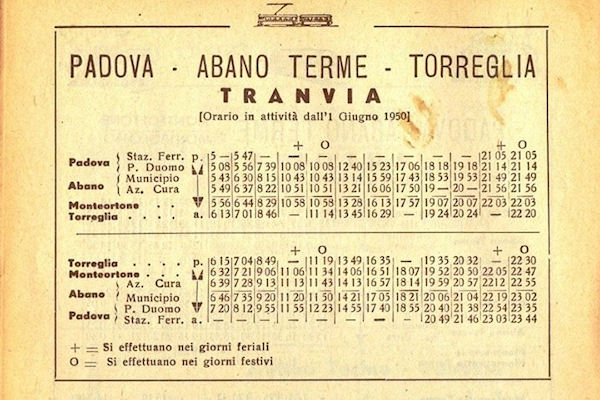 PADOVA - ABANO TERME - TORREGLIA
TRANVIA
[Orario in attività dall'1 Giugno 1950]
+ O + O
Padova Staz. Ferr. p. 5 — 5 47 — — — — — — — — 21 05 21 05
P. Duomo 5 08 5 56 7 39 10 08 10 08 12 40 15 23 17 06 18 18 19 18 21 14 21 14
Abano Municipio 5 43 6 30 8 15 10 43 10 43 13 14 15 59 17 43 18 53 19 53 21 49 21 49
Az. Cura 5 49 6 37 8 22 10 51 10 51 13 21 16 06 17 50 19 — 20 — 21 56 21 56
Monteortone . . 5 56 6 44 8 29 10 58 10 58 13 28 16 13 17 57 19 07 20 07 22 03 22 03
Torreglia . . . a. 6 13 7 01 8 46 — 11 14 13 45 16 29 — 19 24 20 24 — 22 20
+ O + O
Torreglia . . . . p. 6 15 7 04 8 49 — 11 19 13 49 16 35 — 19 35 20 32 — 22 30
Monteortone . . . 6 32 7 21 9 06 11 06 11 34 14 06 16 51 18 07 19 52 20 50 22 05 22 47
Abano Az. Cura 6 39 7 28 9 13 11 13 11 43 14 13 16 57 18 14 19 59 20 57 22 12 22 55
Municipio 6 46 7 35 9 20 11 20 11 50 14 21 17 05 18 21 20 06 21 04 22 19 23 02
Padova P. Duomo 7 20 8 12 9 55 11 55 12 23 14 55 17 40 18 55 20 40 21 38 22 54 23 35
Staz. Ferr. a. — — — — — — — — 20 49 21 46 23 03 23 44
+ = Si effettuano nei giorni feriali
O = Si effettuano nei giorni festivi